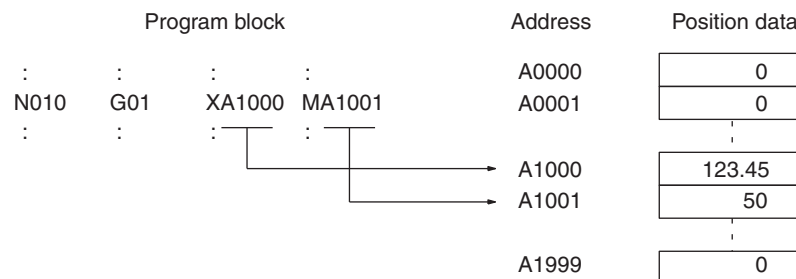 Program block Address Position data
: : : : A0000 0
N010 G01 XA1000 MA1001 A0001 0
: : : :
A1000 123.45
A1001 50
A1999 0